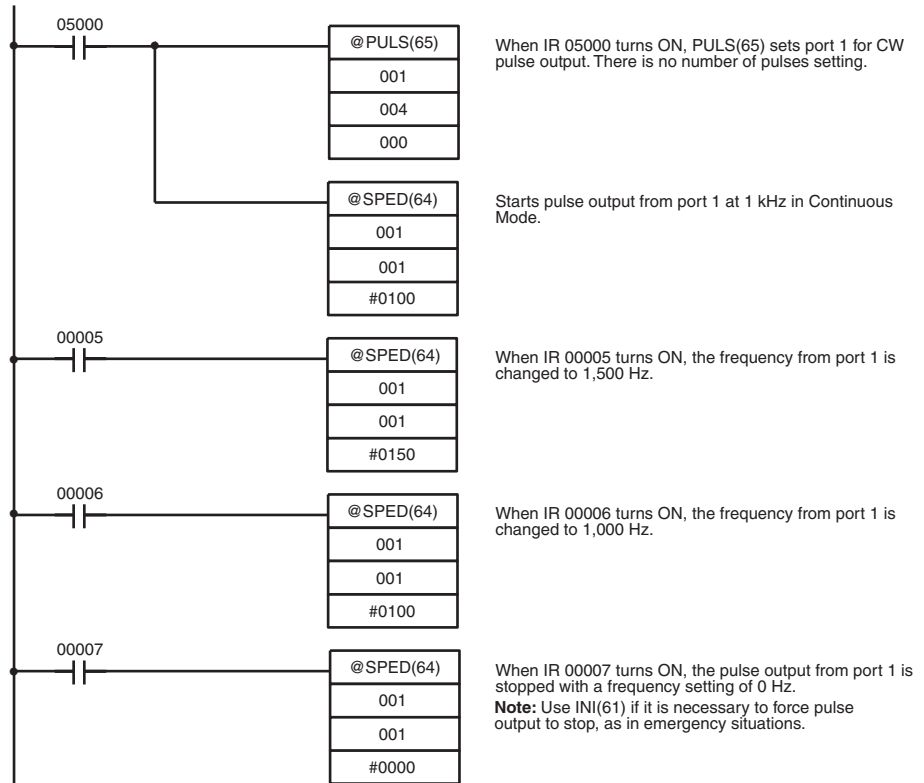 05000
@PULS(65)
001
004
000
When IR 05000 turns ON, PULS(65) sets port 1 for CW
pulse output. There is no number of pulses setting.
@SPED(64)
001
001
#0100
Starts pulse output from port 1 at 1 kHz in Continuous
Mode.
00005
@SPED(64)
001
001
#0150
When IR 00005 turns ON, the frequency from port 1 is
changed to 1,500 Hz.
00006
@SPED(64)
001
001
#0100
When IR 00006 turns ON, the frequency from port 1 is
changed to 1,000 Hz.
00007
@SPED(64)
001
001
#0000
When IR 00007 turns ON, the pulse output from port 1 is
stopped with a frequency setting of 0 Hz.
Note: Use INI(61) if it is necessary to force pulse
output to stop, as in emergency situations.